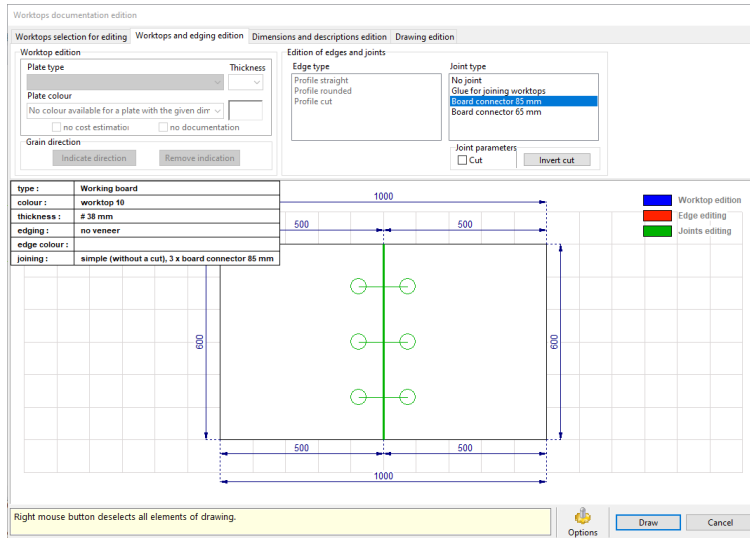 Worktops documentation edition
Worktops selection for editing Worktops and edging edition Dimensions and descriptions edition Drawing edition
Worktop edition
Plate type
Thickness
Plate colour
No colour available for a plate with the given dirr
no cost estimation
no documentation
Grain direction
Indicate direction
Remove indication
Edition of edges and joints
Edge type
Profile straight
Profile rounded
Profile cut
Joint type
No joint
Glue for joining worktops
Board connector 85 mm
Board connector 65 mm
Joint parameters
Cut
Invert cut
type : Working board
colour : worktop 10
thickness : # 38 mm
edging : no veneer
edge colour :
joining : simple (without a cut), 3 x board connector 85 mm
Worktop edition
Edge editing
Joints editing
1000
500 500
600 600
500 500
1000
Right mouse button deselects all elements of drawing.
Options
Draw
Cancel